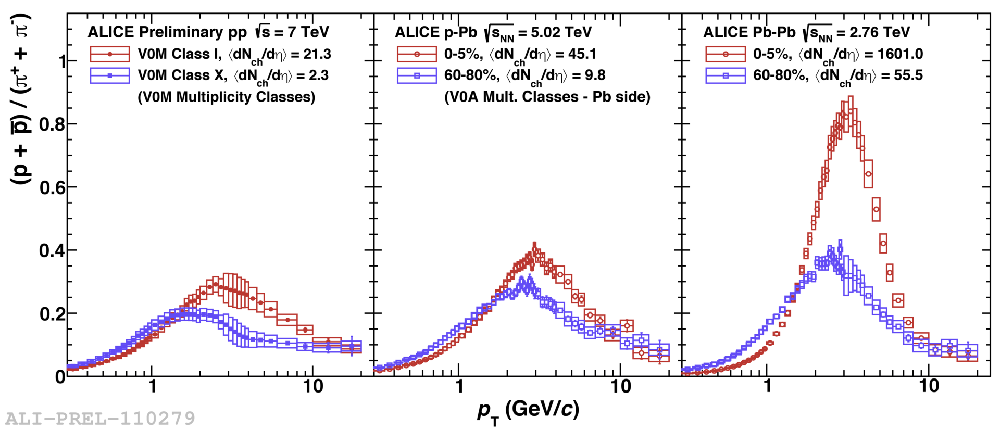 (p + p̅) / (π⁺ + π⁻)
ALICE Preliminary pp √s = 7 TeV
V0M Class I, ⟨dN_ch/dη⟩ = 21.3
V0M Class X, ⟨dN_ch/dη⟩ = 2.3
(V0M Multiplicity Classes)
ALICE p-Pb √s_NN = 5.02 TeV
0-5%, ⟨dN_ch/dη⟩ = 45.1
60-80%, ⟨dN_ch/dη⟩ = 9.8
(V0A Mult. Classes - Pb side)
ALICE Pb-Pb √s_NN = 2.76 TeV
0-5%, ⟨dN_ch/dη⟩ = 1601.0
60-80%, ⟨dN_ch/dη⟩ = 55.5
1
0.8
0.6
0.4
0.2
0
1 10 1 10 1 10
p_T (GeV/c)
ALI-PREL-110279